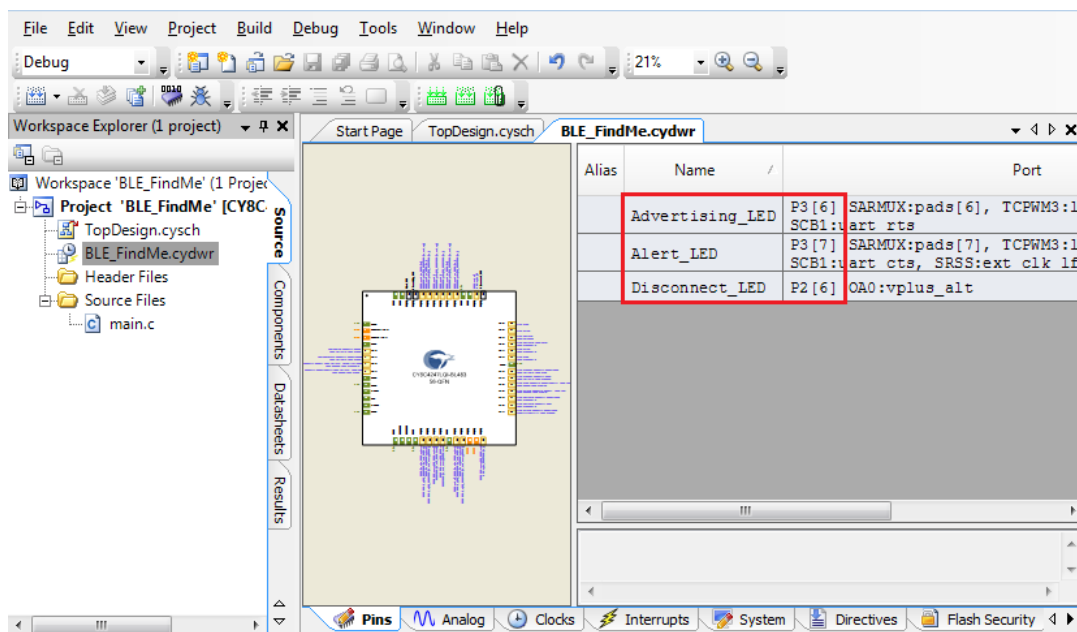 File Edit View Project Build Debug Tools Window Help
Debug 21%
Workspace Explorer (1 project)
Start Page TopDesign.cysch BLE_FindMe.cydwr
Workspace 'BLE_FindMe' (1 Projec
Project 'BLE_FindMe' [CY8C
TopDesign.cysch
BLE_FindMe.cydwr
Header Files
Source Files
main.c
Source
Components
Datasheets
Results
Alias Name Port
Advertising_LED P3[6] SARMUX:pads[6], TCPWM3:l
SCB1:uart rts
Alert_LED P3[7] SARMUX:pads[7], TCPWM3:l
SCB1:uart cts, SRSS:ext clk lf
Disconnect_LED P2[6] OA0:vplus_alt
Pins Analog Clocks Interrupts System Directives Flash Security